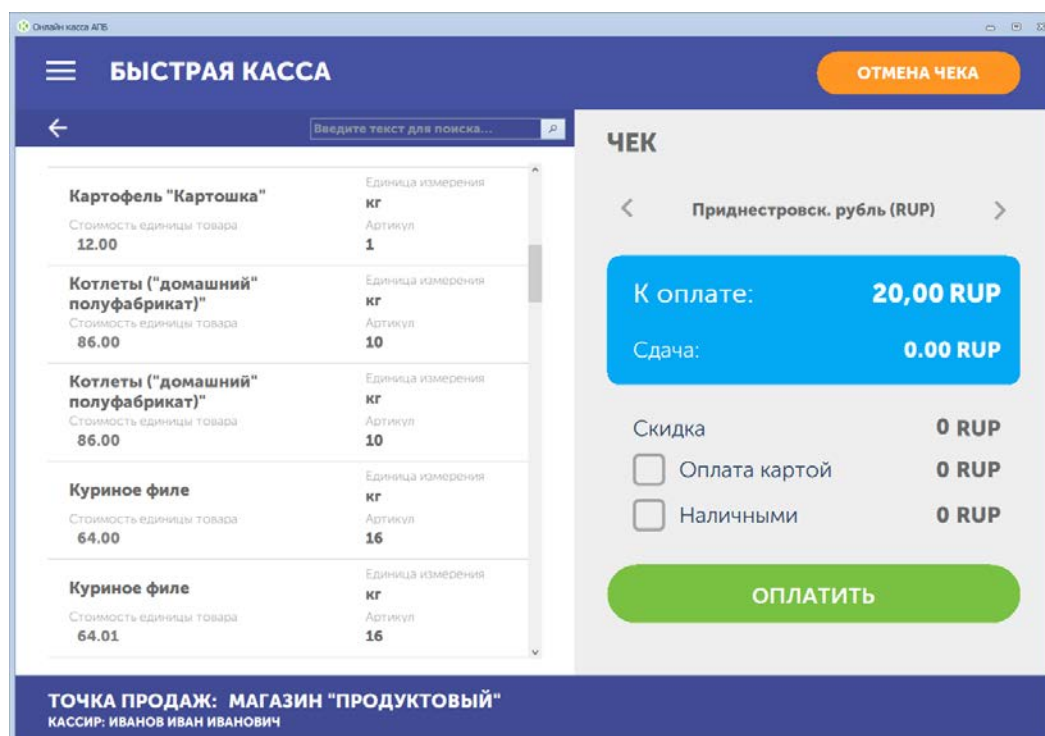 Онлайн касса АПБ
БЫСТРАЯ КАССА
ОТМЕНА ЧЕКА
Введите текст для поиска...
Картофель "Картошка"
Единица измерения
кг
Стоимость единицы товара
12.00
Артикул
1
Котлеты ("домашний"
полуфабрикат)"
Единица измерения
кг
Стоимость единицы товара
86.00
Артикул
10
Котлеты ("домашний"
полуфабрикат)"
Единица измерения
кг
Стоимость единицы товара
86.00
Артикул
10
Куриное филе
Единица измерения
кг
Стоимость единицы товара
64.00
Артикул
16
Куриное филе
Единица измерения
кг
Стоимость единицы товара
64.01
Артикул
16
ЧЕК
Приднестровск. рубль (RUP)
К оплате: 20,00 RUP
Сдача: 0.00 RUP
Скидка 0 RUP
Оплата картой 0 RUP
Наличными 0 RUP
ОПЛАТИТЬ
ТОЧКА ПРОДАЖ: МАГАЗИН "ПРОДУКТОВЫЙ"
КАССИР: ИВАНОВ ИВАН ИВАНОВИЧ